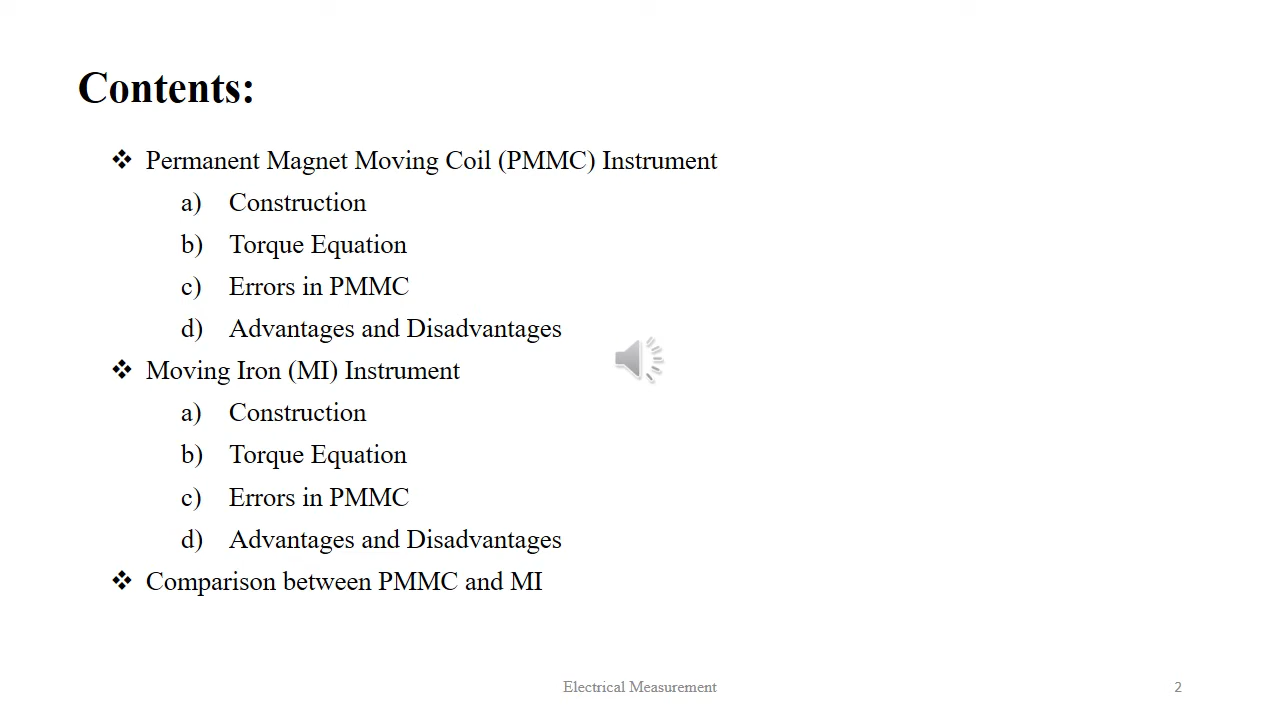 Contents:
❖ Permanent Magnet Moving Coil (PMMC) Instrument
a) Construction
b) Torque Equation
c) Errors in PMMC
d) Advantages and Disadvantages
❖ Moving Iron (MI) Instrument
a) Construction
b) Torque Equation
c) Errors in PMMC
d) Advantages and Disadvantages
❖ Comparison between PMMC and MI
Electrical Measurement
2